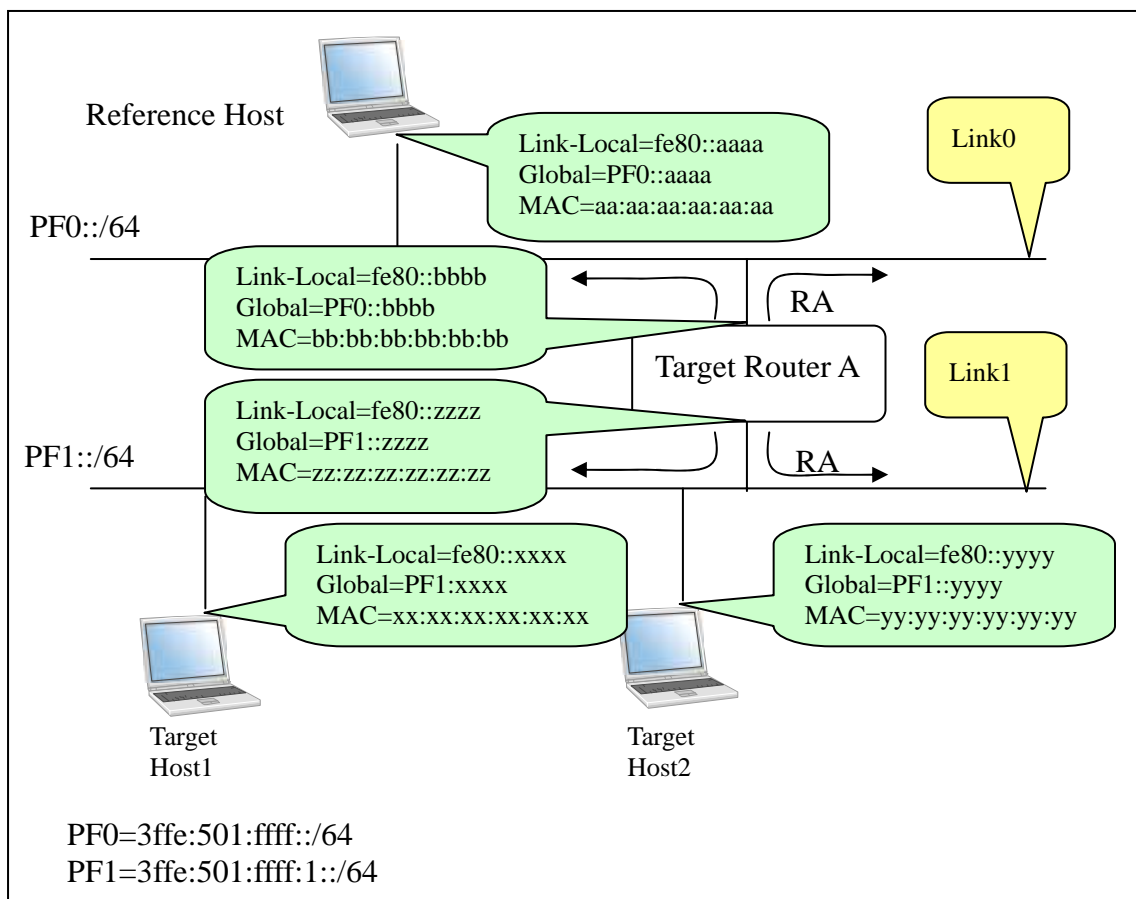 Reference Host
Link-Local=fe80::aaaa
Global=PF0::aaaa
MAC=aa:aa:aa:aa:aa:aa
Link0
PF0::/64
Link-Local=fe80::bbbb
Global=PF0::bbbb
MAC=bb:bb:bb:bb:bb:bb
RA
Target Router A
Link1
Link-Local=fe80::zzzz
Global=PF1::zzzz
MAC=zz:zz:zz:zz:zz:zz
PF1::/64
RA
Link-Local=fe80::xxxx
Global=PF1:xxxx
MAC=xx:xx:xx:xx:xx:xx
Link-Local=fe80::yyyy
Global=PF1::yyyy
MAC=yy:yy:yy:yy:yy:yy
Target
Host1
Target
Host2
PF0=3ffe:501:ffff::/64
PF1=3ffe:501:ffff:1::/64